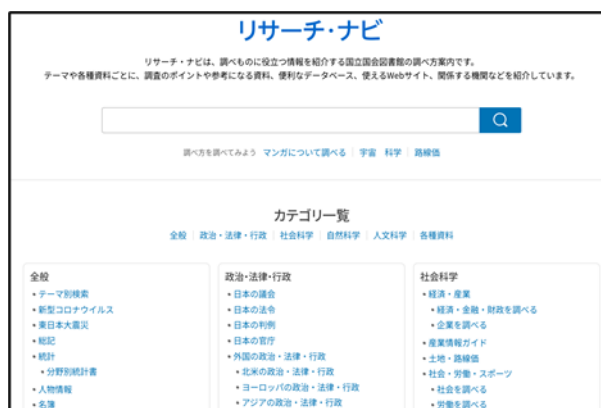 リサーチ・ナビ
リサーチ・ナビは、調べものに役立つ情報を紹介する国立国会図書館の調べ方案内です。
テーマや各種資料ごとに、調査のポイントや参考になる資料、便利なデータベース、使えるWebサイト、関係する機関などを紹介しています。
調べ方を調べてみよう マンガについて調べる 宇宙 科学 路線価
カテゴリ一覧
全般 政治・法律・行政 社会科学 自然科学 人文科学 各種資料
全般
・テーマ別検索
・新型コロナウイルス
・東日本大震災
・総記
・統計
・分野別統計書
・人物情報
・名簿
政治・法律・行政
・日本の議会
・日本の法令
・日本の判例
・日本の官庁
・外国の政治・法律・行政
・北米の政治・法律・行政
・ヨーロッパの政治・法律・行政
・アジアの政治・法律・行政
社会科学
・経済・産業
・経済・金融・財政を調べる
・企業を調べる
・産業情報ガイド
・土地・路線価
・社会・労働・スポーツ
・社会を調べる
・労働を調べる